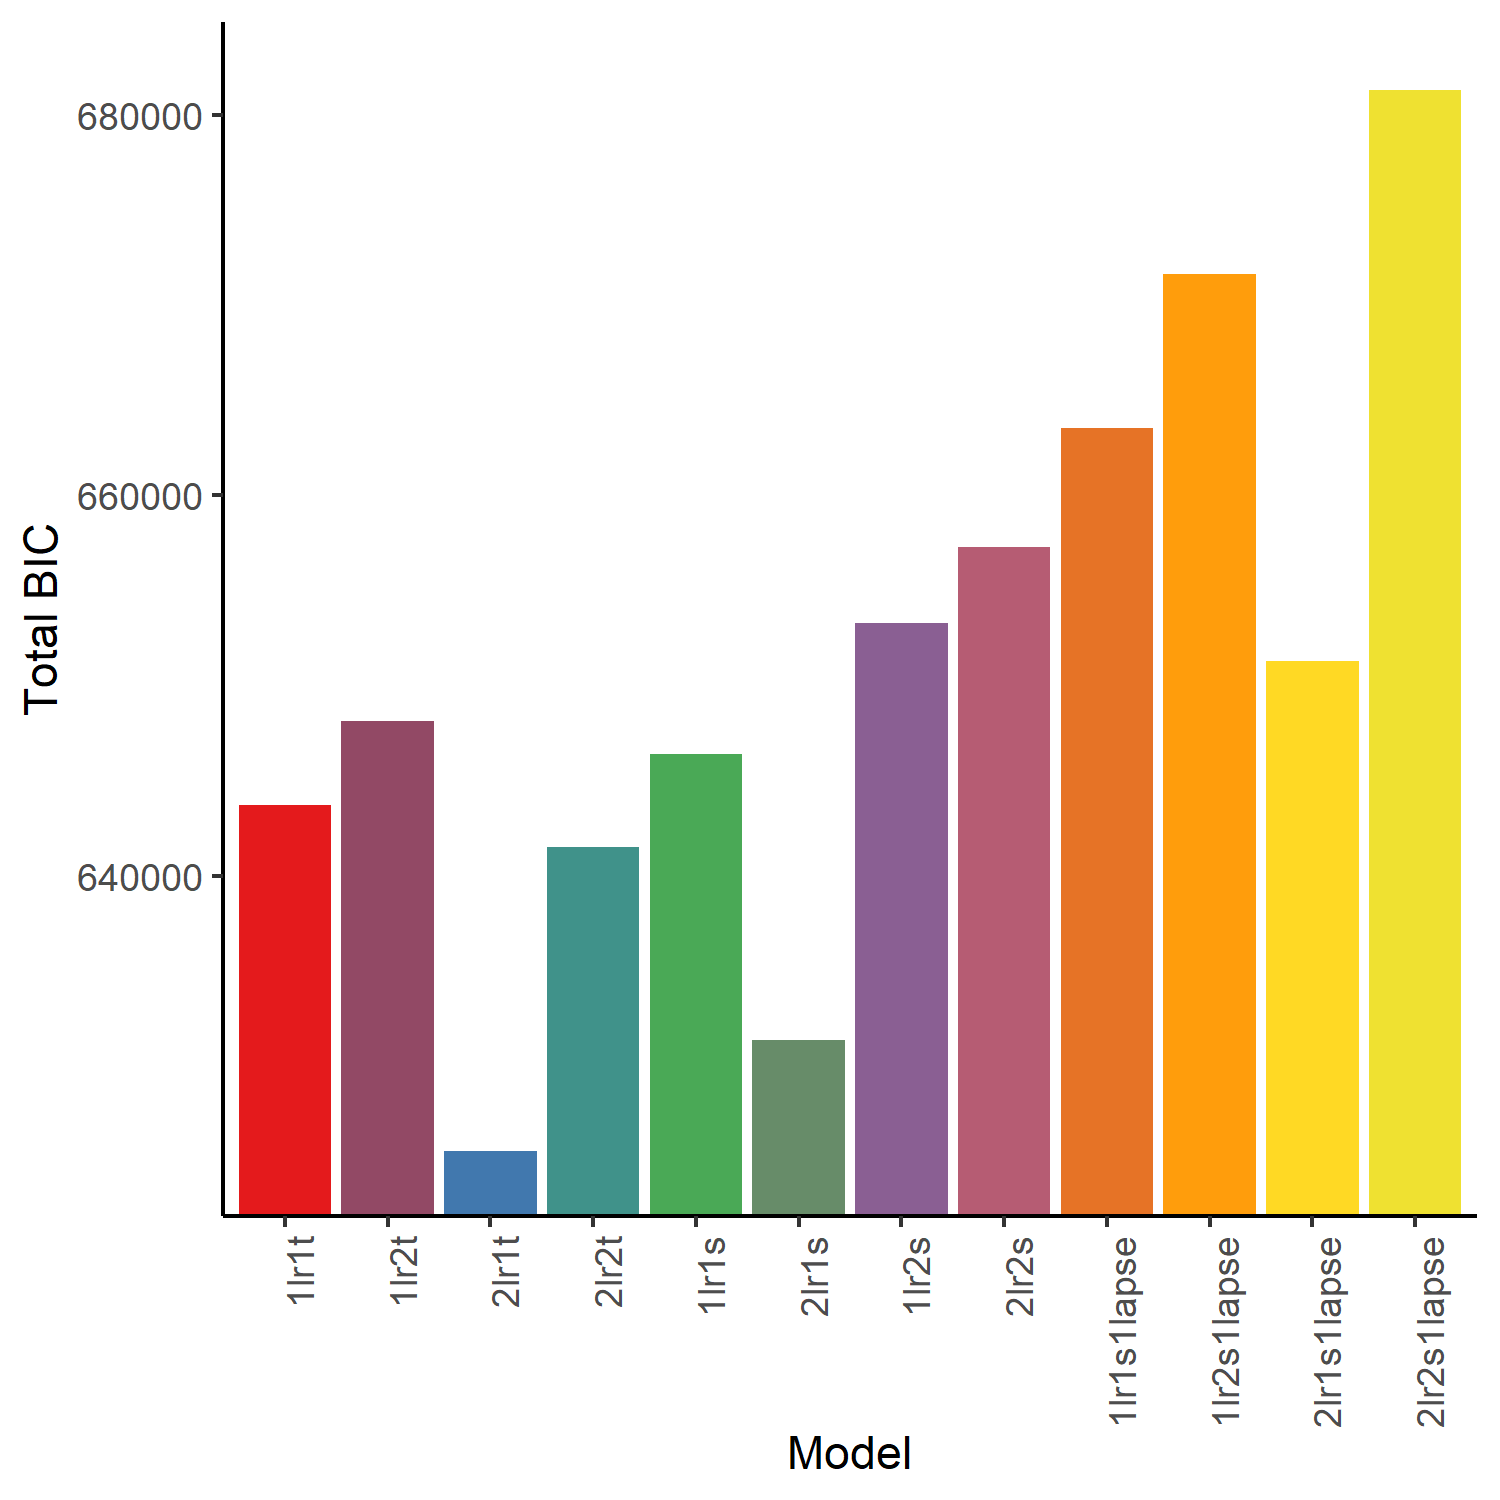 680000
660000
640000
Total BIC
1lr1t
1lr2t
2lr1t
2lr2t
1lr1s
2lr1s
1lr2s
2lr2s
1lr1s1lapse
1lr2s1lapse
2lr1s1lapse
2lr2s1lapse
Model